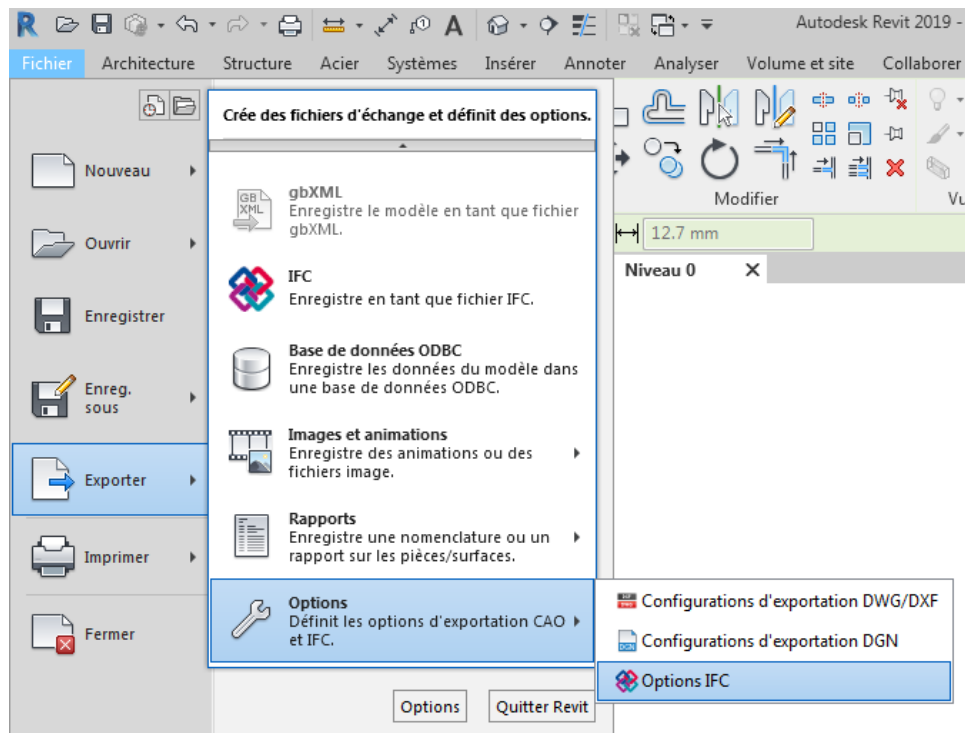 Autodesk Revit 2019 -
Fichier Architecture Structure Acier Systèmes Insérer Annoter Analyser Volume et site Collaborer
Crée des fichiers d'échange et définit des options.
Nouveau
Ouvrir
Enregistrer
Enreg.
sous
Exporter
Imprimer
Fermer
GB
XML
gbXML
Enregistre le modèle en tant que fichier
gbXML.
IFC
Enregistre en tant que fichier IFC.
Base de données ODBC
Enregistre les données du modèle dans
une base de données ODBC.
Images et animations
Enregistre des animations ou des
fichiers image.
Rapports
Enregistre une nomenclature ou un
rapport sur les pièces/surfaces.
Options
Définit les options d'exportation CAO
et IFC.
Configurations d'exportation DWG/DXF
Configurations d'exportation DGN
Options IFC
Options
Quitter Revit
Modifier
Vu
12.7 mm
Niveau 0